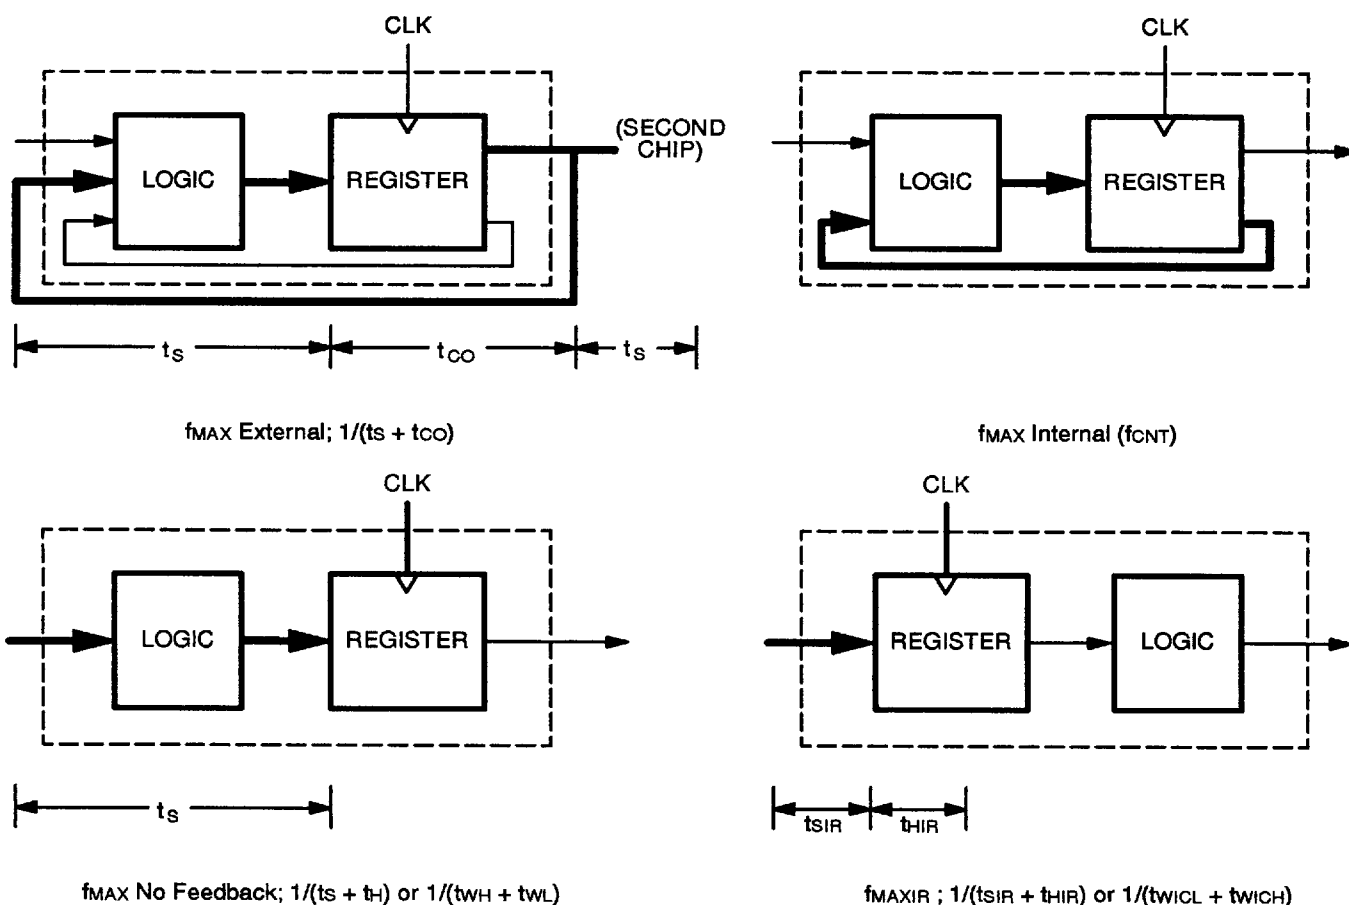 CLK
LOGIC
REGISTER
(SECOND
CHIP)
tS
tCO
tS
fMAX External; 1/(tS + tCO)
CLK
LOGIC
REGISTER
fMAX Internal (fCNT)
CLK
LOGIC
REGISTER
tS
fMAX No Feedback; 1/(tS + tH) or 1/(tWH + tWL)
CLK
REGISTER
LOGIC
tSIR
tHIR
fMAXIR ; 1/(tSIR + tHIR) or 1/(tWICL + tWICH)